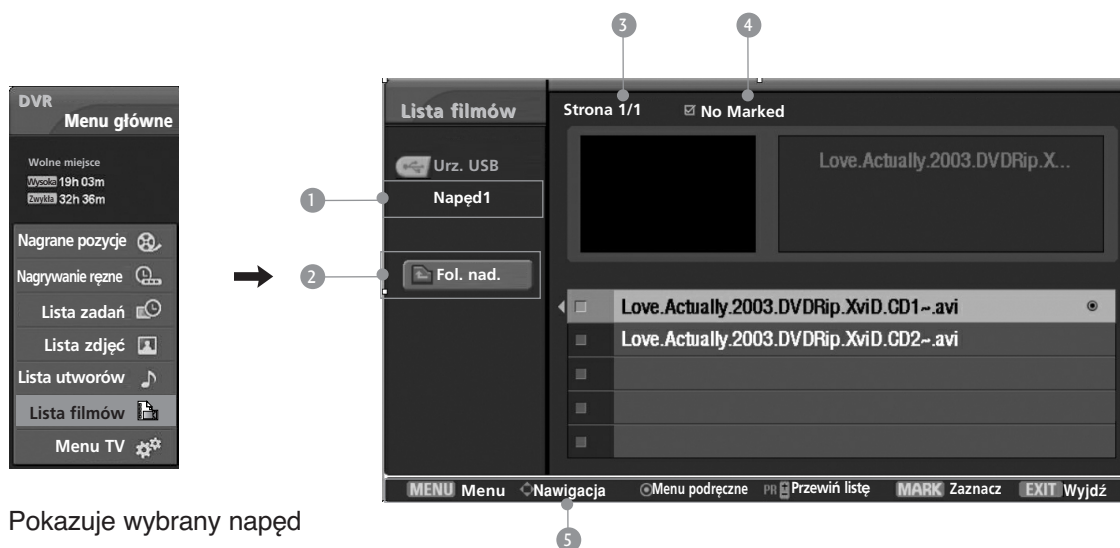 3 4
DVR
Menu główne
Wolne miejsce
Wysoka 19h 03m
Zwykła 32h 36m
Nagrane pozycje
Nagrywanie ręzne
Lista zadań
Lista zdjęć
Lista utworów
Lista filmów
Menu TV
Lista filmów
Strona 1/1 No Marked
Urz. USB
1 Napęd1
2 Fol. nad.
Love.Actually.2003.DVDRip.X...
Love.Actually.2003.DVDRip.XviD.CD1~.avi
Love.Actually.2003.DVDRip.XviD.CD2~.avi
MENU Menu Nawigacja Menu podręczne PR Przewiń listę MARK Zaznacz EXIT Wyjdź
5
Pokazuje wybrany napęd